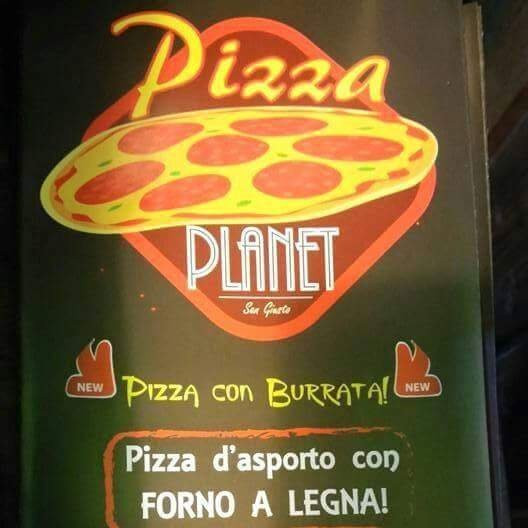 Pizza
PLANET
San Giusto
NEW
PIZZA CON BURRATA!
NEW
Pizza d'asporto con
FORNO A LEGNA!